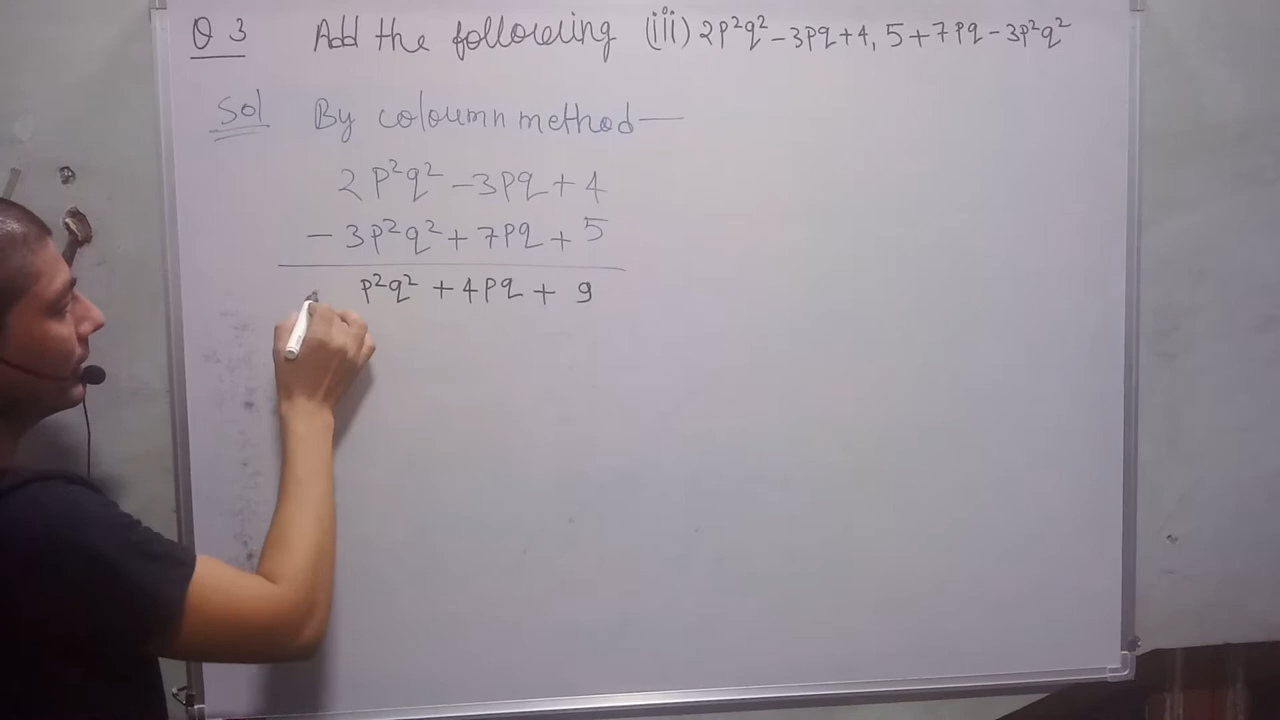 Q 3 Add the following (iii) 2p²q² - 3pq + 4, 5 + 7pq - 3p²q²
Sol By coloumn method—
2p²q² - 3pq + 4
- 3p²q² + 7pq + 5
p²q² + 4pq + 9